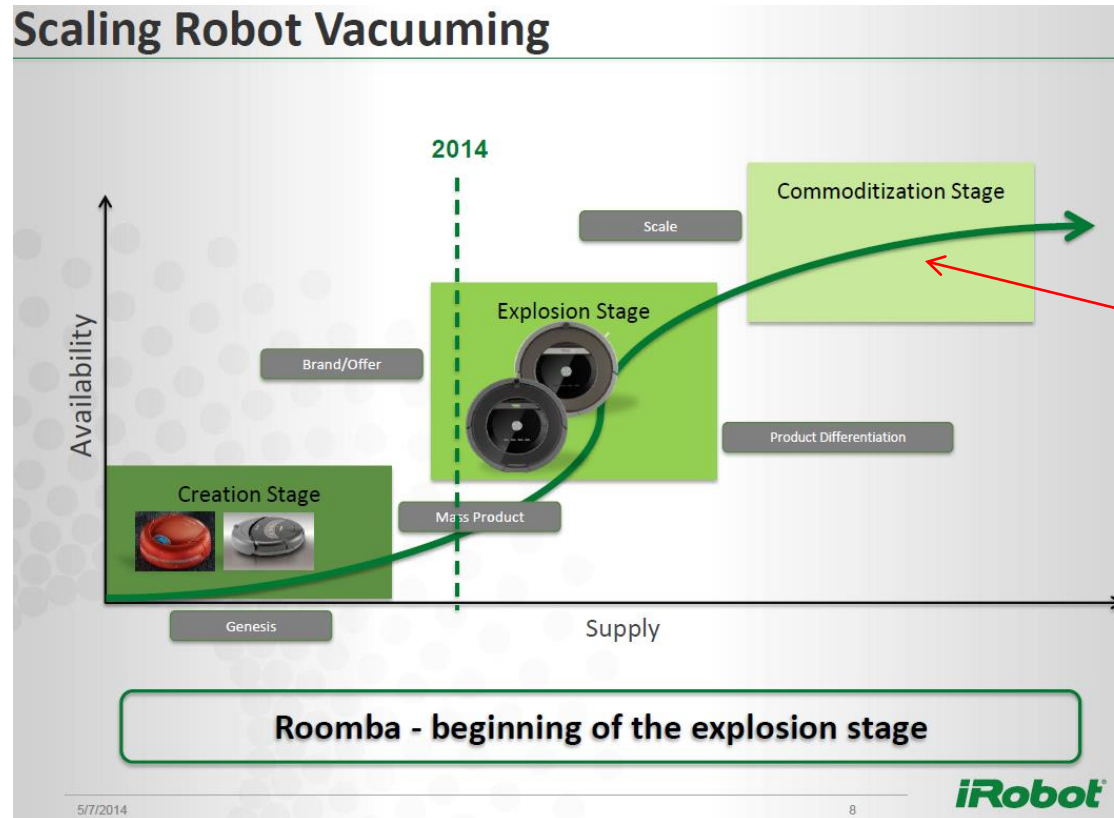 Scaling Robot Vacuuming
2014
Commoditization Stage
Scale
Explosion Stage
Brand/Offer
Availability
Product Differentiation
Creation Stage
Mass Product
Genesis
Supply
Roomba - beginning of the explosion stage
5/7/2014
8
iRobot